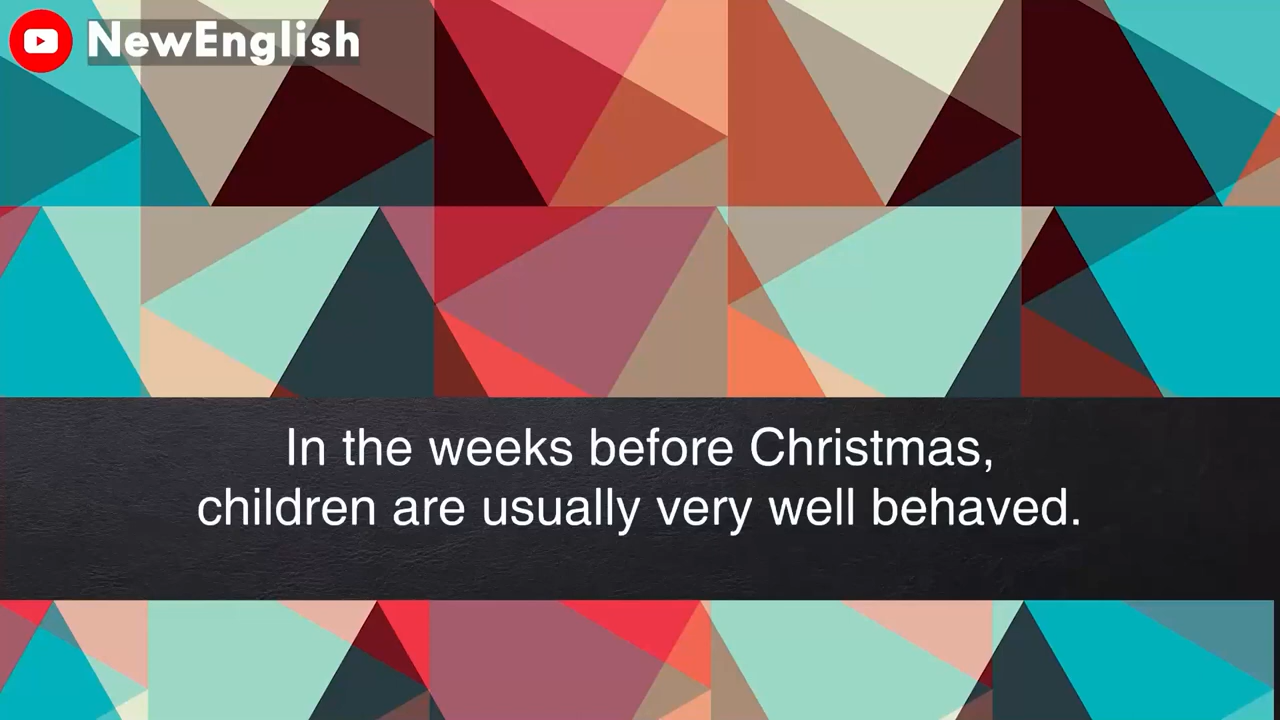 NewEnglish
In the weeks before Christmas,
children are usually very well behaved.